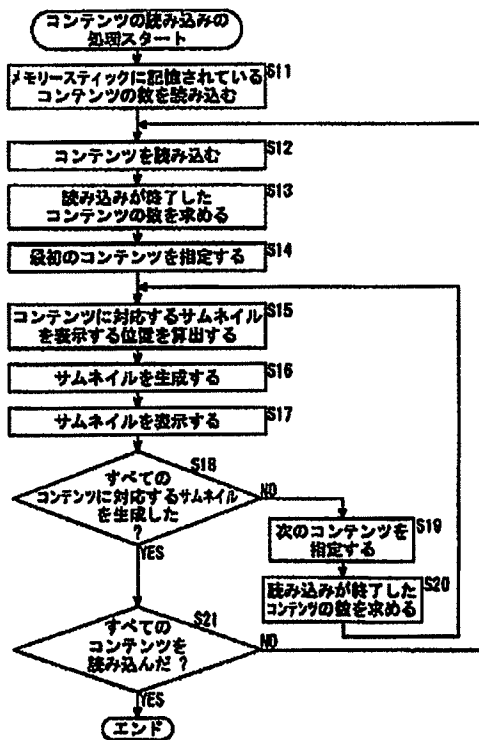 コンテンツの読み込みの
処理スタート
S11
メモリースティックに記憶されている
コンテンツの数を読み込む
S12
コンテンツを読み込む
S13
読み込みが終了した
コンテンツの数を求める
S14
最初のコンテンツを指定する
S15
コンテンツに対応するサムネイル
を表示する位置を算出する
S16
サムネイルを生成する
S17
サムネイルを表示する
S18
すべての
コンテンツに対応するサムネイル
を生成した
?
NO
YES
S19
次のコンテンツを
指定する
S20
読み込みが終了した
コンテンツの数を求める
S21
すべての
コンテンツを
読み込んだ ?
NO
YES
エンド